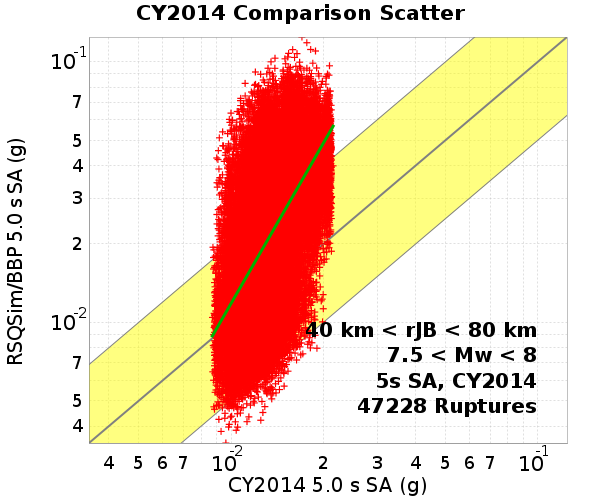 CY2014 Comparison Scatter
RSQSim/BBP 5.0 s SA (g)
10-1
7
5
4
3
2
10-2
7
5
4
40 km < rJB < 80 km
7.5 < Mw < 8
5s SA, CY2014
47228 Ruptures
4 5 6 7 10-2 2 3 4 5 6 7 10-1
CY2014 5.0 s SA (g)